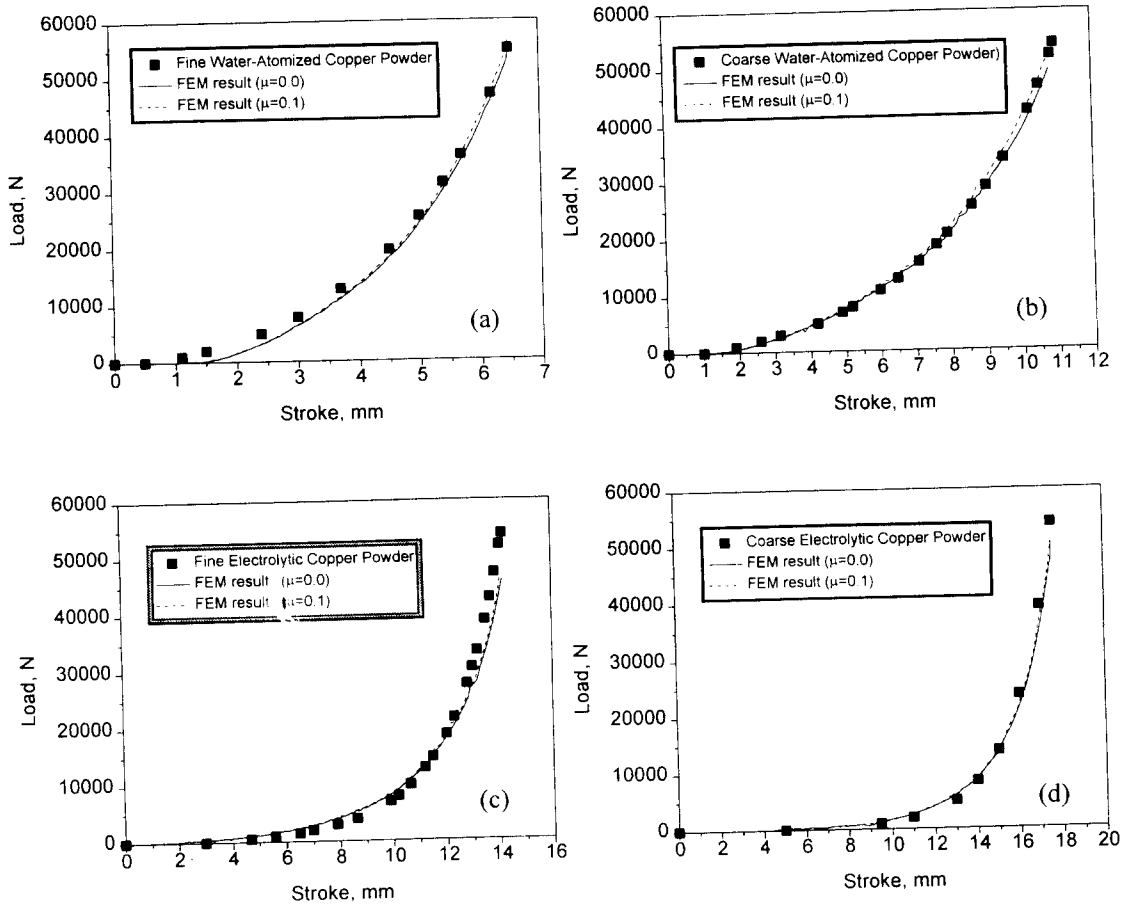 60000
50000
40000
30000
20000
10000
0
Load, N
Fine Water-Atomized Copper Powder
FEM result (μ=0.0)
FEM result (μ=0.1)
(a)
0 1 2 3 4 5 6 7
Stroke, mm
60000
50000
40000
30000
20000
10000
0
Load, N
Coarse Water-Atomized Copper Powder)
FEM result (μ=0.0)
FEM result (μ=0.1)
(b)
0 1 2 3 4 5 6 7 8 9 10 11 12
Stroke, mm
60000
50000
40000
30000
20000
10000
0
Load, N
Fine Electrolytic Copper Powder
FEM result (μ=0.0)
FEM result (μ=0.1)
(c)
0 2 4 6 8 10 12 14 16
Stroke, mm
60000
50000
40000
30000
20000
10000
0
Load, N
Coarse Electrolytic Copper Powder
FEM result (μ=0.0)
FEM result (μ=0.1)
(d)
0 2 4 6 8 10 12 14 16 18 20
Stroke, mm